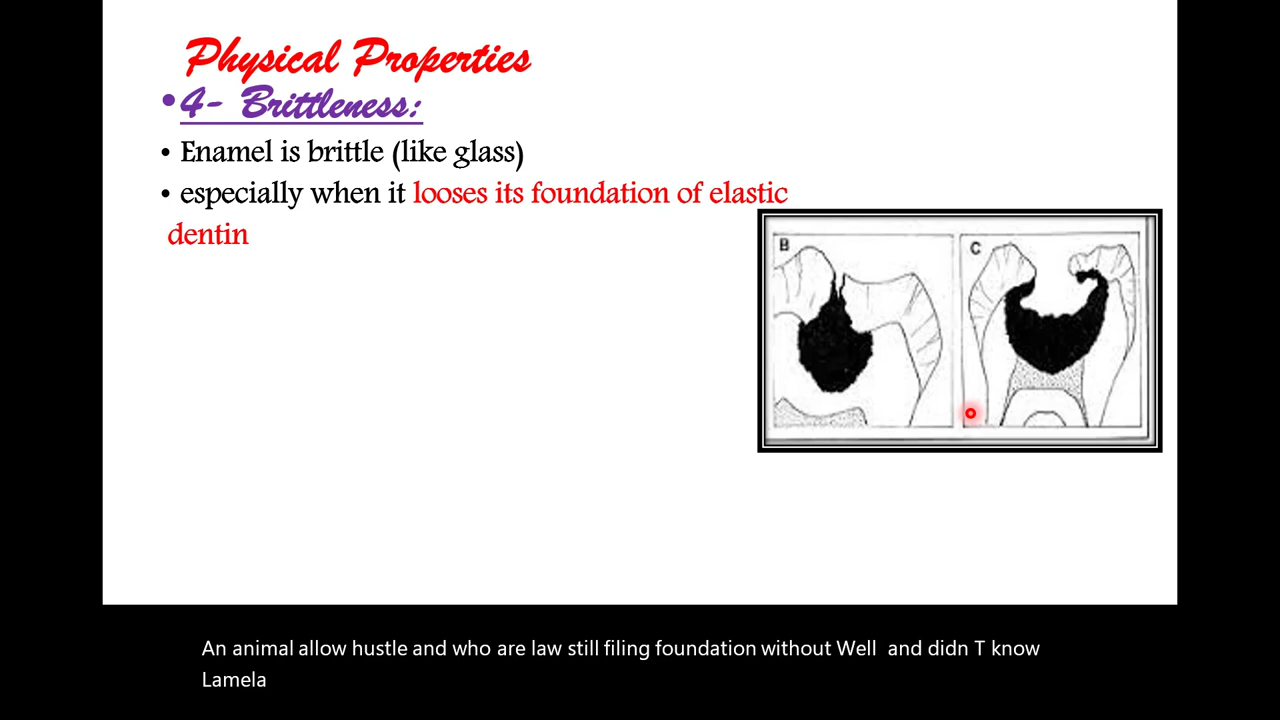 Physical Properties
•4- Brittleness:
• Enamel is brittle (like glass)
• especially when it looses its foundation of elastic
dentin
B
C
An animal allow hustle and who are law still filing foundation without Well and didn T know
Lamela